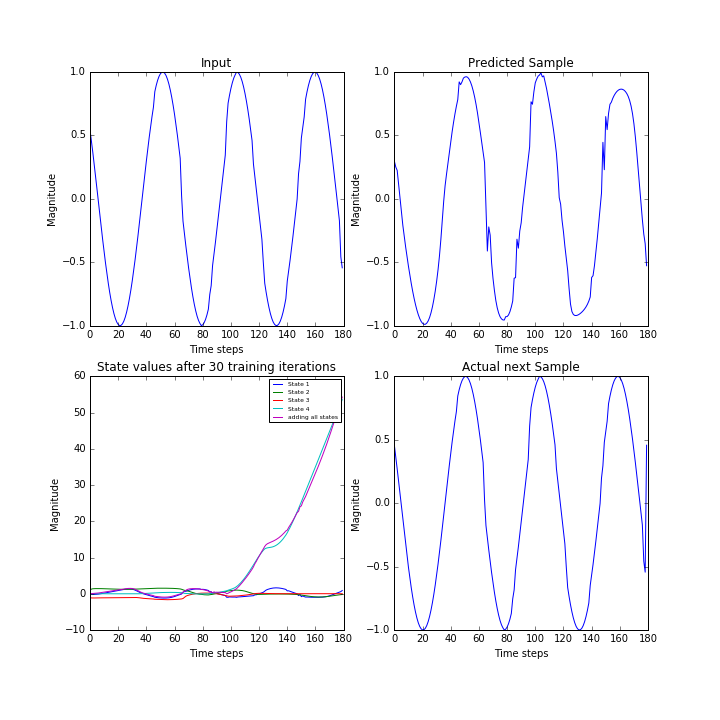 Input
1.0
0.5
0.0
−0.5
−1.0
Magnitude
0 20 40 60 80 100 120 140 160 180
Time steps
Predicted Sample
1.0
0.5
0.0
−0.5
−1.0
Magnitude
0 20 40 60 80 100 120 140 160 180
Time steps
State values after 30 training iterations
60
50
40
30
20
10
0
−10
Magnitude
0 20 40 60 80 100 120 140 160 180
Time steps
State 1
State 2
State 3
State 4
adding all states
Actual next Sample
1.0
0.5
0.0
−0.5
−1.0
Magnitude
0 20 40 60 80 100 120 140 160 180
Time steps